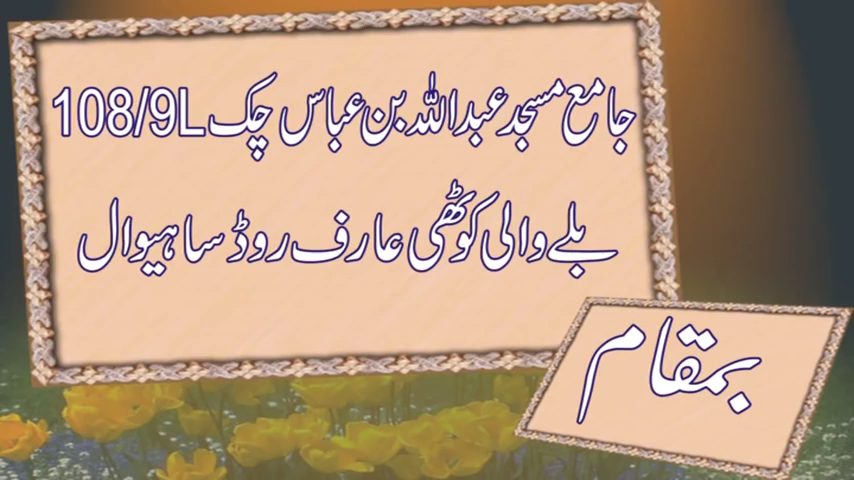 جامع مسجد عبداللہ بن عباس چک 108/9L
بلے والی کوٹھی عارف روڈ ساہیوال
بمقام